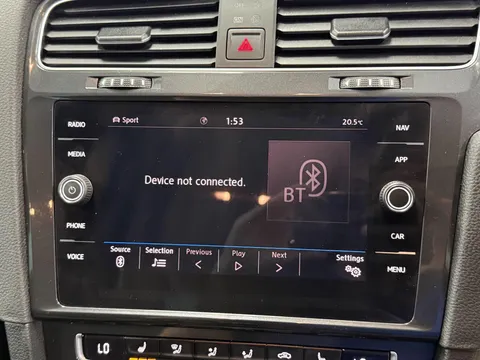 RADIO
Sport
1:53
20.5°C
NAV
MEDIA
APP
Device not connected.
BT
PHONE
CAR
Source
Selection
Previous
Play
Next
Settings
VOICE
MENU
LO
LO